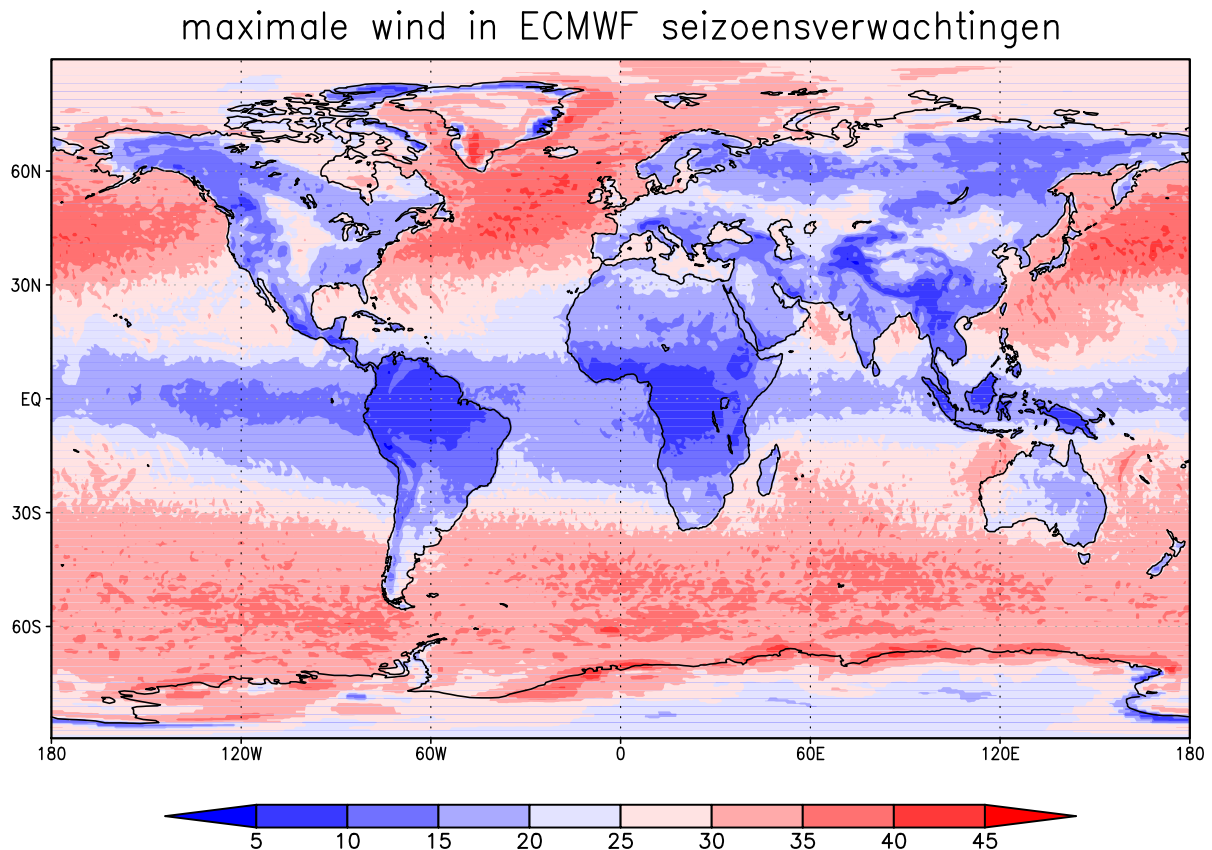 maximale wind in ECMWF seizoensverwachtingen
60N
30N
EQ
30S
60S
180 120W 60W 0 60E 120E 180
5 10 15 20 25 30 35 40 45